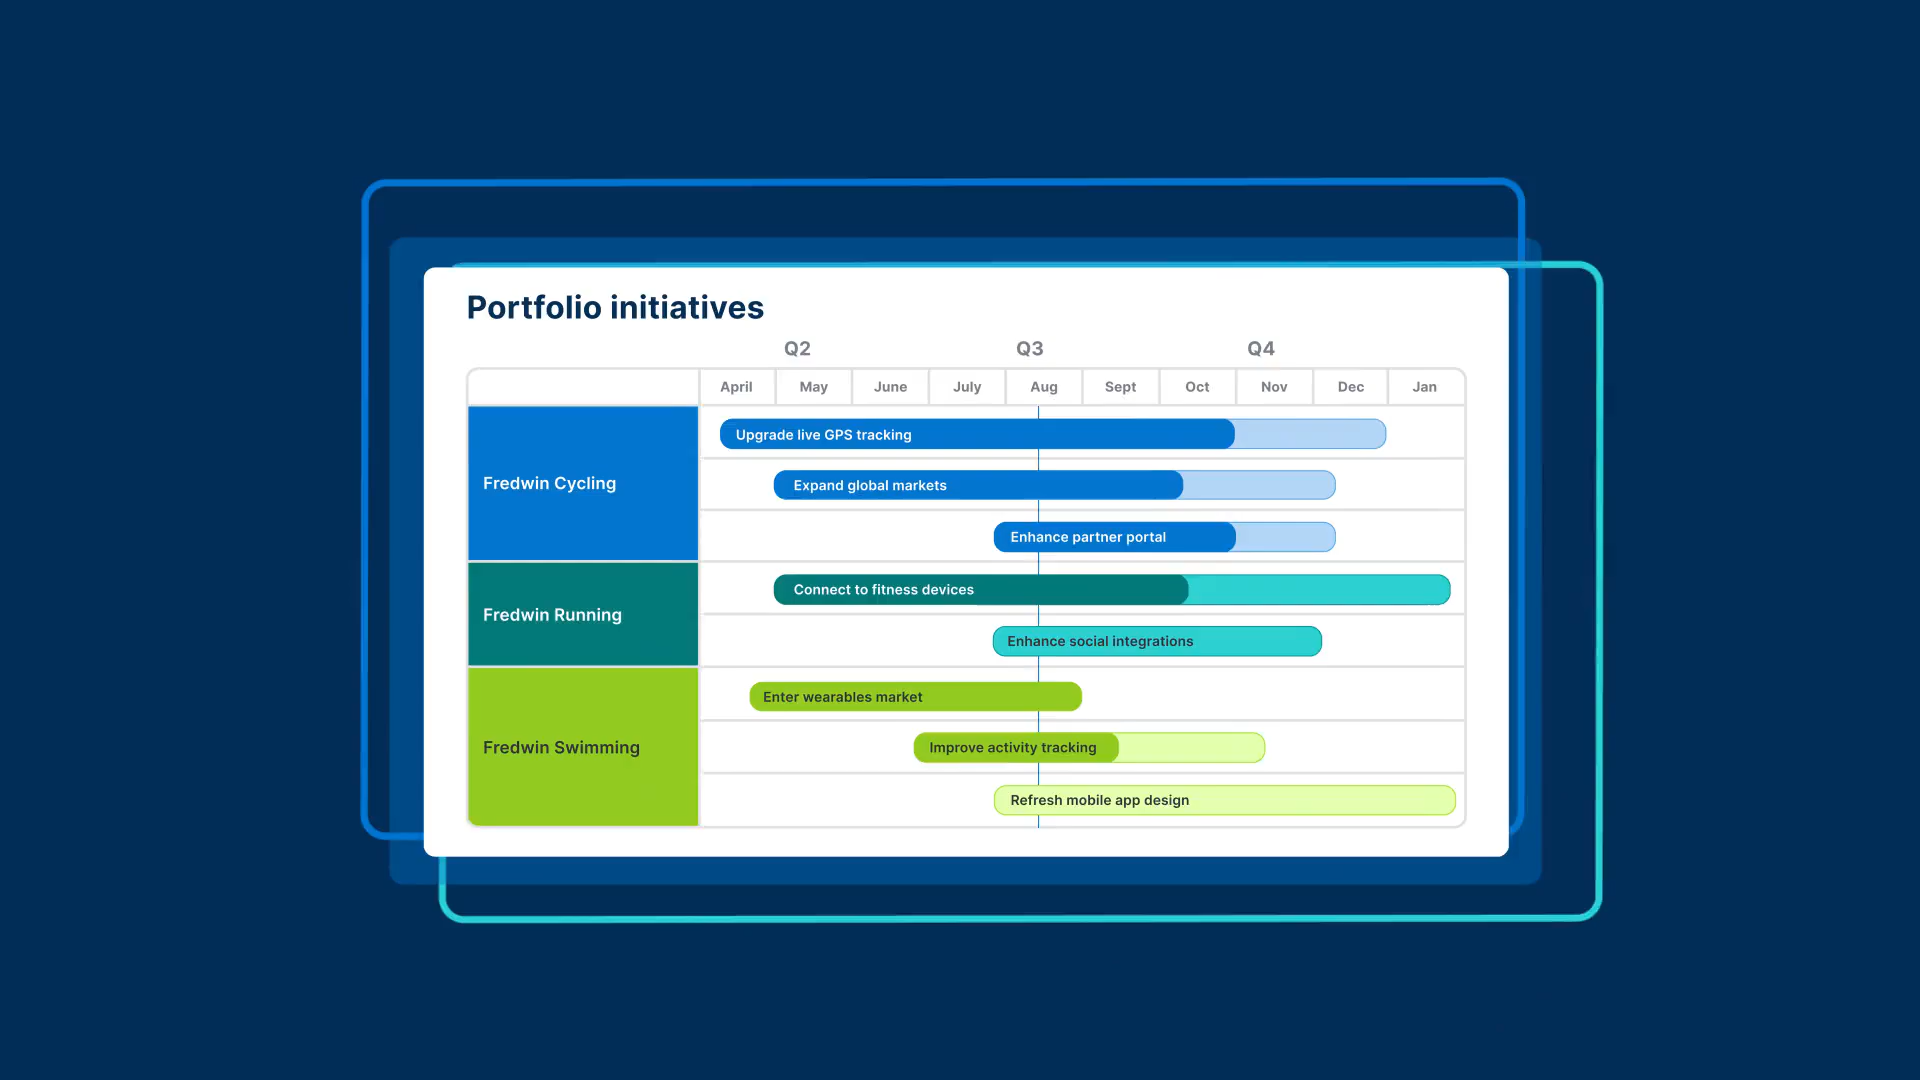 Portfolio initiatives
Q2 Q3 Q4
April May June July Aug Sept Oct Nov Dec Jan
Fredwin Cycling
Upgrade live GPS tracking
Expand global markets
Enhance partner portal
Fredwin Running
Connect to fitness devices
Enhance social integrations
Fredwin Swimming
Enter wearables market
Improve activity tracking
Refresh mobile app design